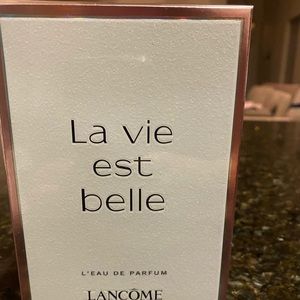 La vie
est
belle
L'EAU DE PARFUM
LANCÔME